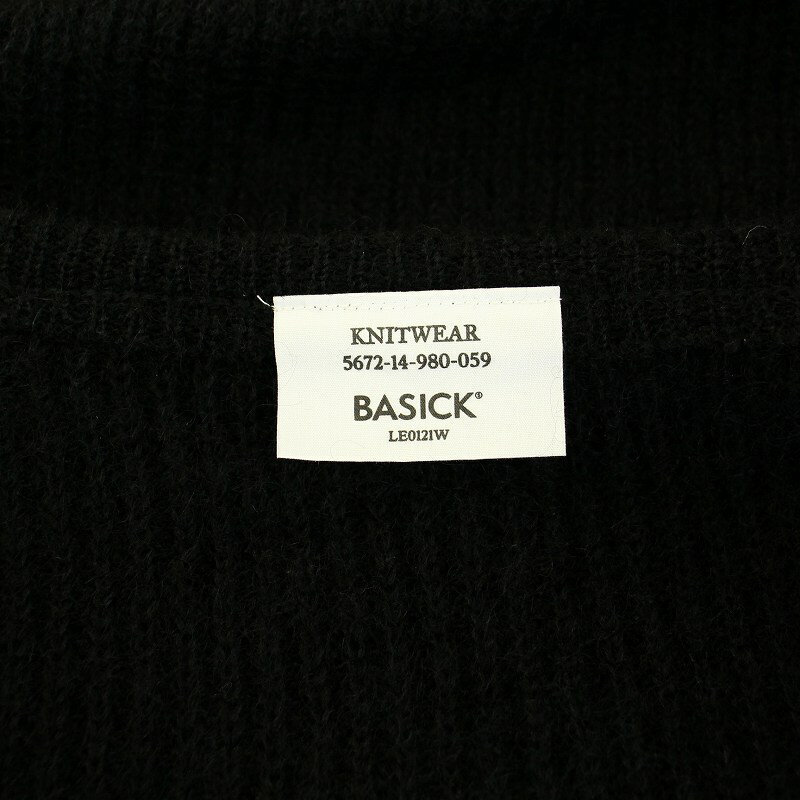 KNITWEAR
5672-14-980-059
BASICK®
LE0121W